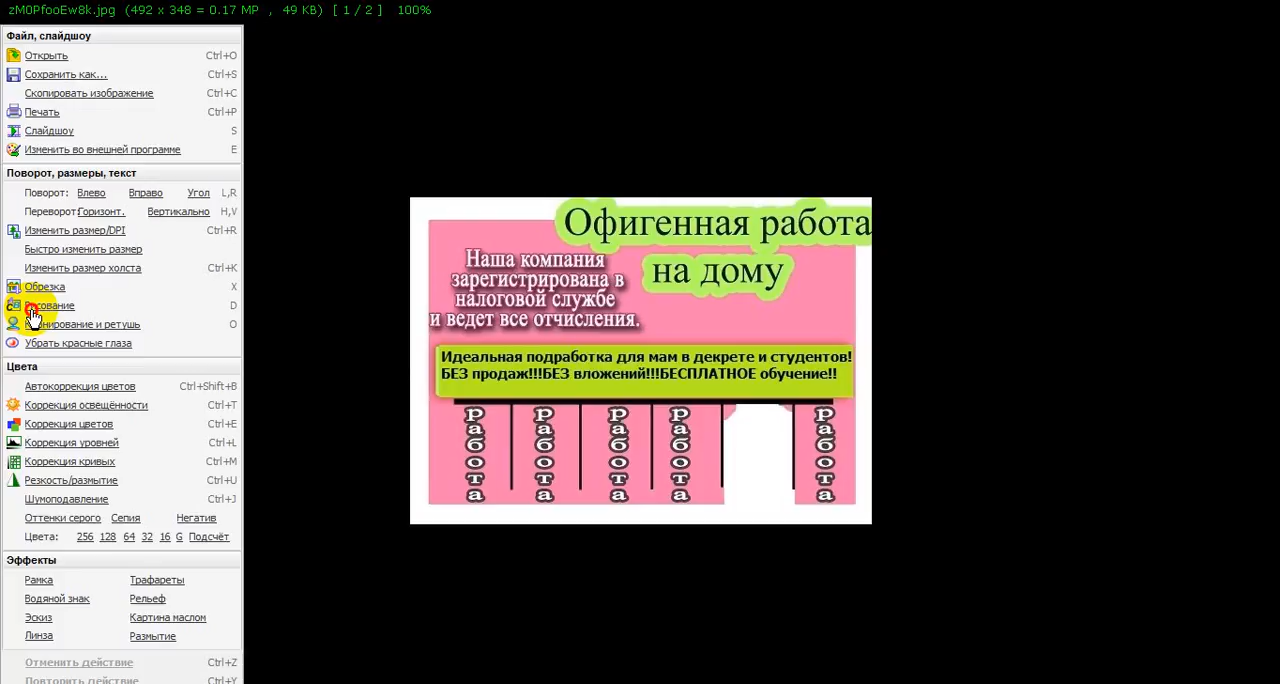 zM0PfooEw8k.jpg (492 x 348 = 0.17 MP , 49 KB) [ 1 / 2 ] 100%
Файл, слайдшоу
Открыть Ctrl+O
Сохранить как... Ctrl+S
Скопировать изображение Ctrl+C
Печать Ctrl+P
Слайдшоу S
Изменить во внешней программе E
Поворот, размеры, текст
Поворот: Влево Вправо Угол L,R
Переворот: Горизонт. Вертикально H,V
Изменить размер/DPI Ctrl+R
Быстро изменить размер
Изменить размер холста Ctrl+K
Обрезка X
D
и ретушь O
Убрать красные глаза
Цвета
Автокоррекция цветов Ctrl+Shift+B
Коррекция освещённости Ctrl+T
Коррекция цветов Ctrl+E
Коррекция уровней Ctrl+L
Коррекция кривых Ctrl+M
Резкость/размытие Ctrl+U
Шумоподавление Ctrl+J
Оттенки серого Сепия Негатив
Цвета: 256 128 64 32 16 G Подсчёт
Эффекты
Рамка Трафареты
Водяной знак Рельеф
Эскиз Картина маслом
Линза Размытие
Отменить действие Ctrl+Z
Повторить действие Ctrl+Y
Офигенная работа
на дому
Наша компания
зарегистрирована в
налоговой службе
и ведет все отчисления.
Идеальная подработка для мам в декрете и студентов!
БЕЗ продаж!!!БЕЗ вложений!!!БЕСПЛАТНОЕ обучение!!
работа
работа
работа
работа
работа